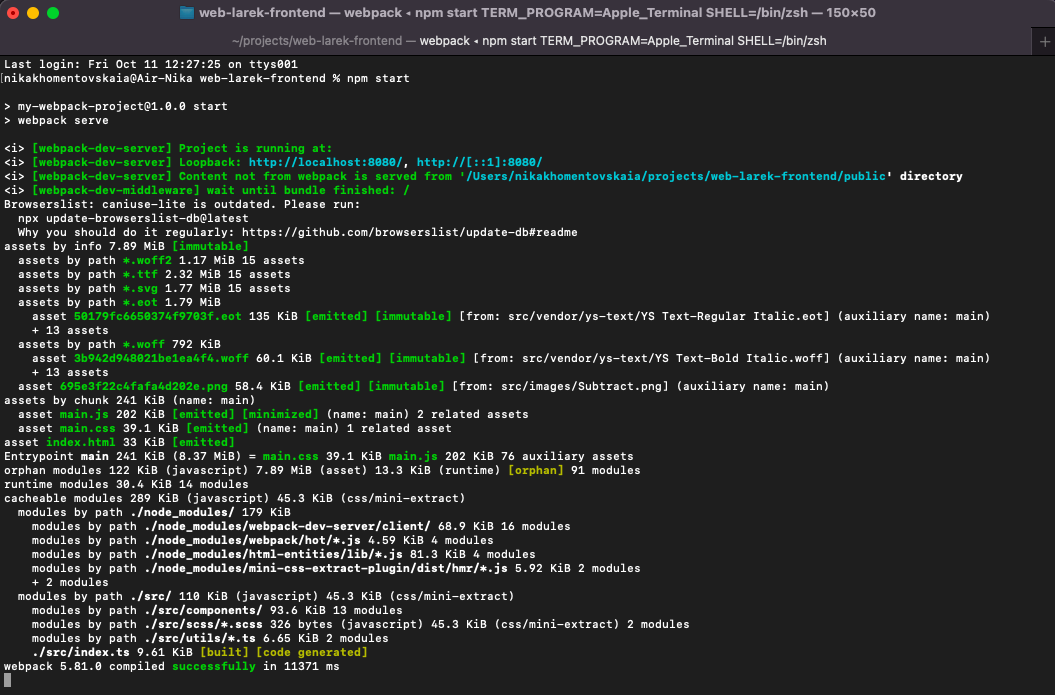 web-larek-frontend — webpack ◂ npm start TERM_PROGRAM=Apple_Terminal SHELL=/bin/zsh — 150×50
~/projects/web-larek-frontend — webpack ◂ npm start TERM_PROGRAM=Apple_Terminal SHELL=/bin/zsh
+
Last login: Fri Oct 11 12:27:25 on ttys001
[nikakhomentovskaia@Air-Nika web-larek-frontend % npm start
> my-webpack-project@1.0.0 start
> webpack serve
<i> [webpack-dev-server] Project is running at:
<i> [webpack-dev-server] Loopback: http://localhost:8080/, http://[::1]:8080/
<i> [webpack-dev-server] Content not from webpack is served from '/Users/nikakhomentovskaia/projects/web-larek-frontend/public' directory
<i> [webpack-dev-middleware] wait until bundle finished: /
Browserslist: caniuse-lite is outdated. Please run:
  npx update-browserslist-db@latest
  Why you should do it regularly: https://github.com/browserslist/update-db#readme
assets by info 7.89 MiB [immutable]
  assets by path *.woff2 1.17 MiB 15 assets
  assets by path *.ttf 2.32 MiB 15 assets
  assets by path *.svg 1.77 MiB 15 assets
  assets by path *.eot 1.79 MiB
    asset 50179fc6650374f9703f.eot 135 KiB [emitted] [immutable] [from: src/vendor/ys-text/YS Text-Regular Italic.eot] (auxiliary name: main)
    + 13 assets
  assets by path *.woff 792 KiB
    asset 3b942d948021be1ea4f4.woff 60.1 KiB [emitted] [immutable] [from: src/vendor/ys-text/YS Text-Bold Italic.woff] (auxiliary name: main)
    + 13 assets
  asset 695e3f22c4fafa4d202e.png 58.4 KiB [emitted] [immutable] [from: src/images/Subtract.png] (auxiliary name: main)
assets by chunk 241 KiB (name: main)
  asset main.js 202 KiB [emitted] [minimized] (name: main) 2 related assets
  asset main.css 39.1 KiB [emitted] (name: main) 1 related asset
asset index.html 33 KiB [emitted]
Entrypoint main 241 KiB (8.37 MiB) = main.css 39.1 KiB main.js 202 KiB 76 auxiliary assets
orphan modules 122 KiB (javascript) 7.89 MiB (asset) 13.3 KiB (runtime) [orphan] 91 modules
runtime modules 30.4 KiB 14 modules
cacheable modules 289 KiB (javascript) 45.3 KiB (css/mini-extract)
  modules by path ./node_modules/ 179 KiB
    modules by path ./node_modules/webpack-dev-server/client/ 68.9 KiB 16 modules
    modules by path ./node_modules/webpack/hot/*.js 4.59 KiB 4 modules
    modules by path ./node_modules/html-entities/lib/*.js 81.3 KiB 4 modules
    modules by path ./node_modules/mini-css-extract-plugin/dist/hmr/*.js 5.92 KiB 2 modules
    + 2 modules
  modules by path ./src/ 110 KiB (javascript) 45.3 KiB (css/mini-extract)
    modules by path ./src/components/ 93.6 KiB 13 modules
    modules by path ./src/scss/*.scss 326 bytes (javascript) 45.3 KiB (css/mini-extract) 2 modules
    modules by path ./src/utils/*.ts 6.65 KiB 2 modules
    ./src/index.ts 9.61 KiB [built] [code generated]
webpack 5.81.0 compiled successfully in 11371 ms